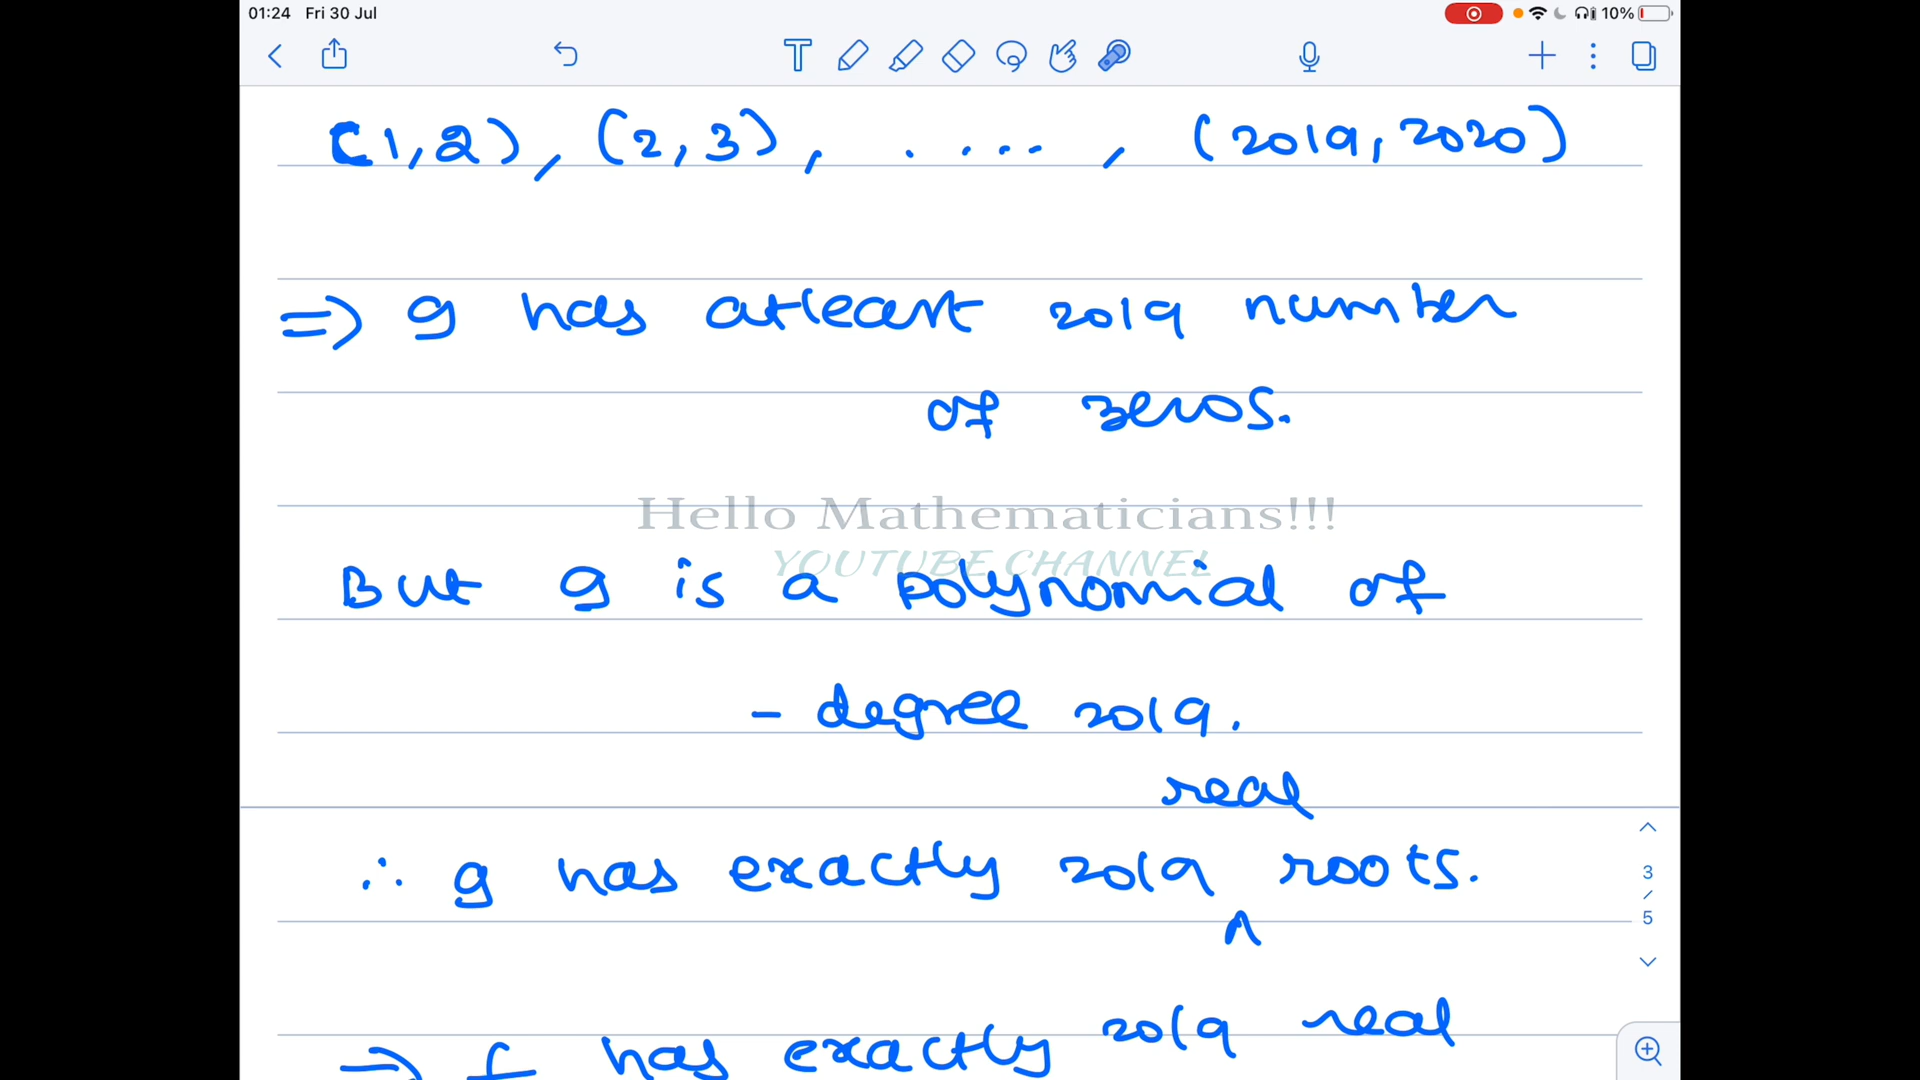 01:24 Fri 30 Jul 10%
(1,2), (2,3), ....., (2019, 2020)
=> g has atleast 2019 number
of zeros.
Hello Mathematicians!!!
YOUTUBE CHANNEL
But g is a polynomial of
- degree 2019.
real
∴ g has exactly 2019 ^ roots.
3
/
5
=> f has exactly 2019 real